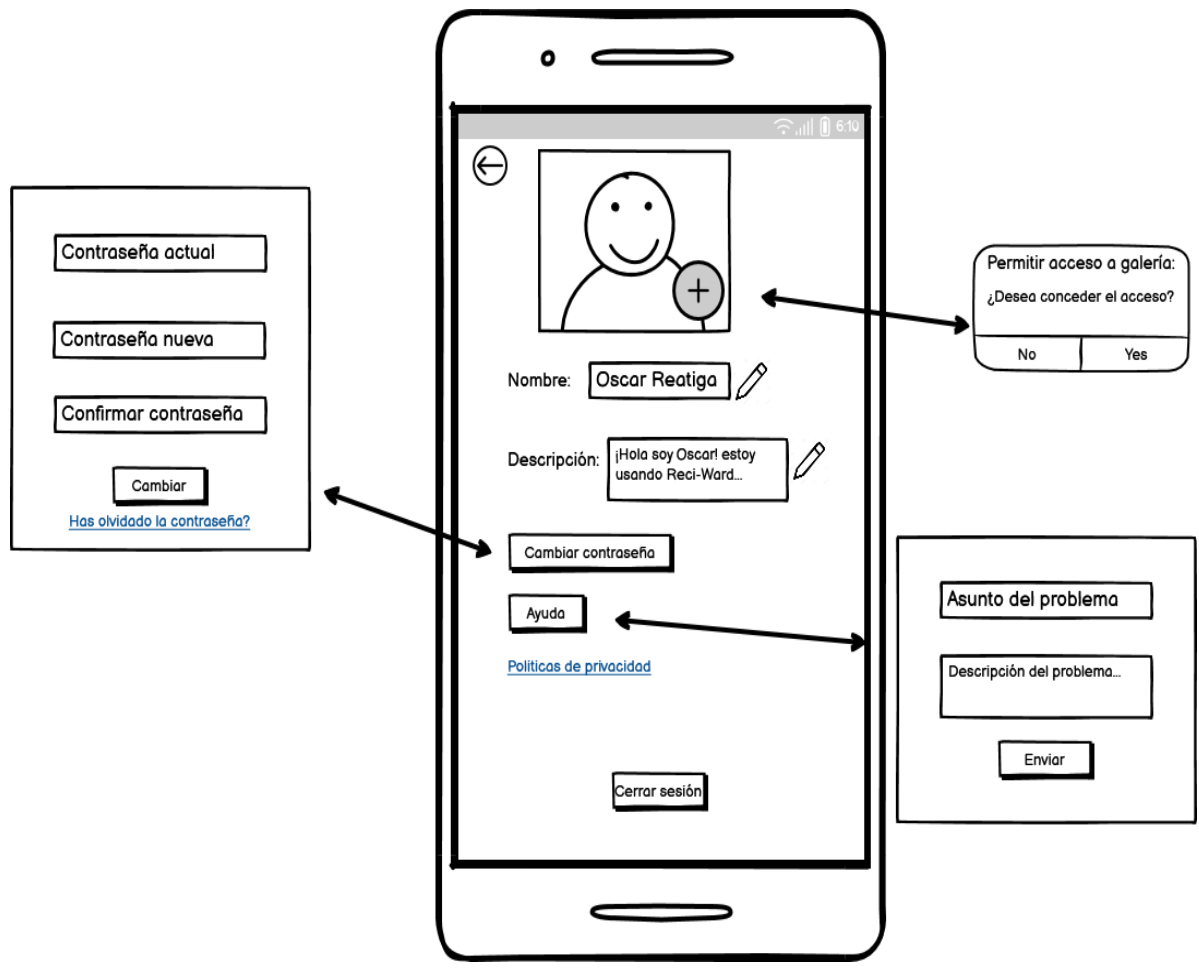 6:10
Contraseña actual
Contraseña nueva
Confirmar contraseña
Cambiar
Has olvidado la contraseña?
Nombre:
Oscar Reatiga
Descripción:
¡Hola soy Oscar! estoy
usando Reci-Ward...
Cambiar contraseña
Ayuda
Politicas de privacidad
Cerrar sesión
Permitir acceso a galería:
¿Desea conceder el acceso?
No
Yes
Asunto del problema
Descripción del problema...
Enviar